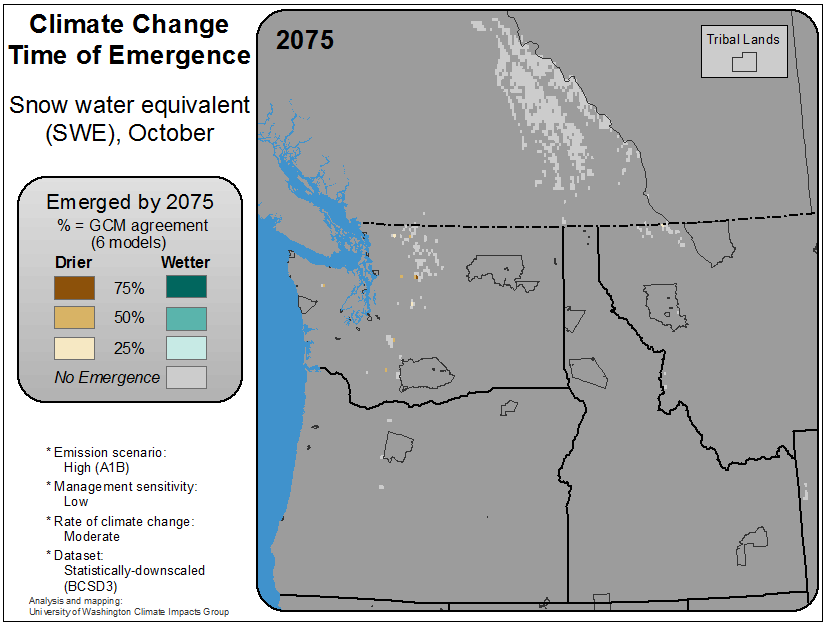 Climate Change
Time of Emergence
Snow water equivalent
(SWE), October
Emerged by 2075
% = GCM agreement
(6 models)
Drier
Wetter
75%
50%
25%
No Emergence
* Emission scenario:
High (A1B)
* Management sensitivity:
Low
* Rate of climate change:
Moderate
* Dataset:
Statistically-downscaled
(BCSD3)
Analysis and mapping:
University of Washington Climate Impacts Group
2075
Tribal Lands